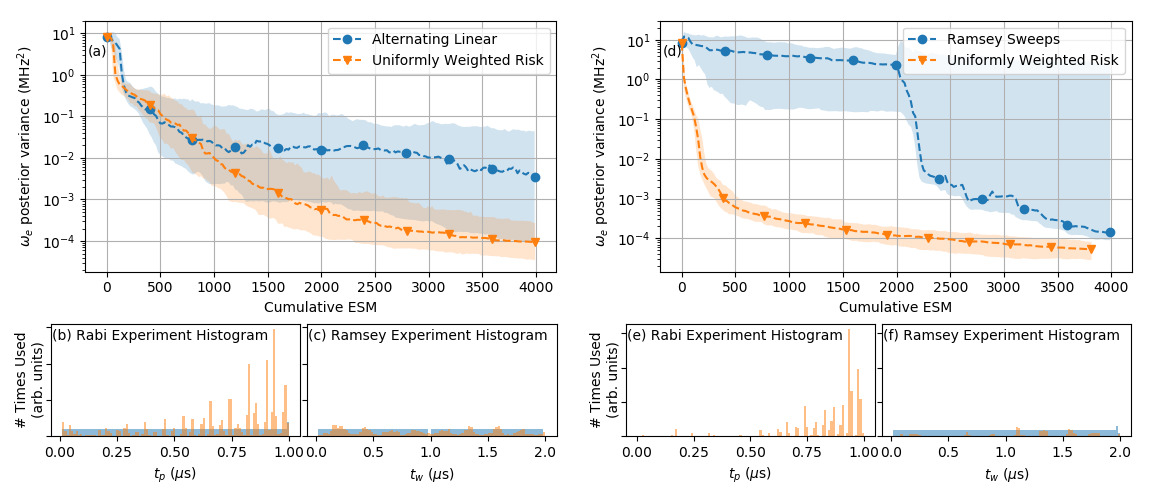 (a)
Alternating Linear
Uniformly Weighted Risk
10¹
10⁰
10⁻¹
10⁻²
10⁻³
10⁻⁴
ωₑ posterior variance (MHz²)
0 500 1000 1500 2000 2500 3000 3500 4000
Cumulative ESM
(d)
Ramsey Sweeps
Uniformly Weighted Risk
10¹
10⁰
10⁻¹
10⁻²
10⁻³
10⁻⁴
ωₑ posterior variance (MHz²)
0 500 1000 1500 2000 2500 3000 3500 4000
Cumulative ESM
(b) Rabi Experiment Histogram
# Times Used
(arb. units)
0.00 0.25 0.50 0.75 1.00
tₚ (μs)
(c) Ramsey Experiment Histogram
0.0 0.5 1.0 1.5 2.0
t_w (μs)
(e) Rabi Experiment Histogram
# Times Used
(arb. units)
0.00 0.25 0.50 0.75 1.00
tₚ (μs)
(f) Ramsey Experiment Histogram
0.0 0.5 1.0 1.5 2.0
t_w (μs)